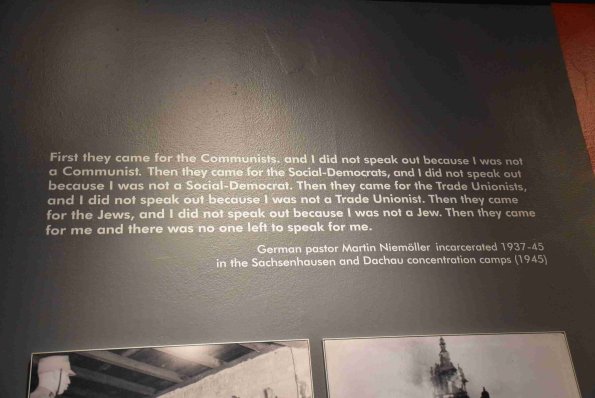 First they came for the Communists, and I did not speak out because I was not
a Communist. Then they came for the Social-Democrats, and I did not speak out
because I was not a Social-Democrat. Then they came for the Trade Unionists,
and I did not speak out because I was not a Trade Unionist. Then they came
for the Jews, and I did not speak out because I was not a Jew. Then they came
for me and there was no one left to speak for me.
German pastor Martin Niemöller incarcerated 1937-45
in the Sachsenhausen and Dachau concentration camps (1945)